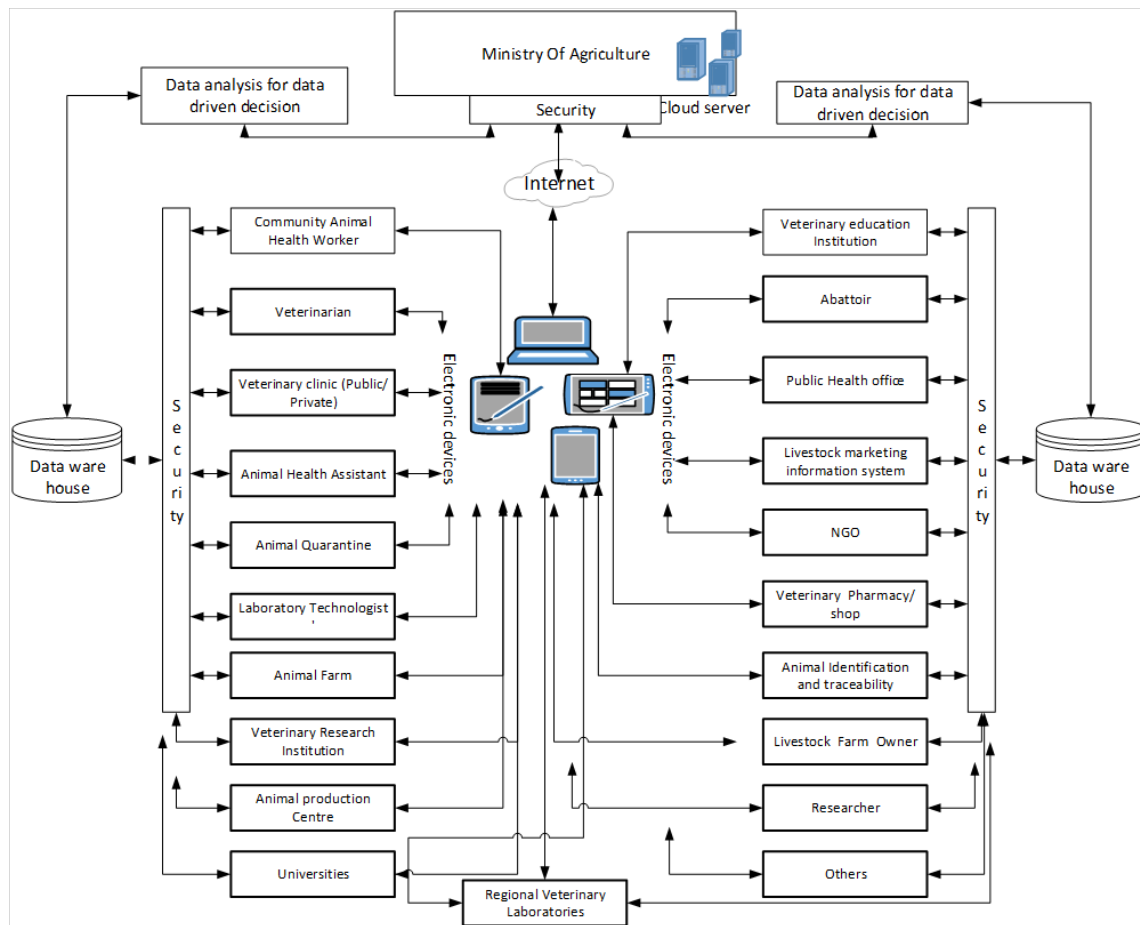 Ministry Of Agriculture
Cloud server
Security
Data analysis for data
driven decision
Data analysis for data
driven decision
Internet
Community Animal
Health Worker
Veterinarian
Veterinary clinic (Public/
Private)
Animal Health Assistant
Animal Quarantine
Laboratory Technologist
'
Animal Farm
Veterinary Research
Institution
Animal production
Centre
Universities
Security
Data ware
house
Electronic devices
Electronic devices
Veterinary education
Institution
Abattoir
Public Health office
Livestock marketing
information system
NGO
Veterinary Pharmacy/
shop
Animal Identification
and traceability
Livestock Farm Owner
Researcher
Others
Security
Data ware
house
Regional Veterinary
Laboratories